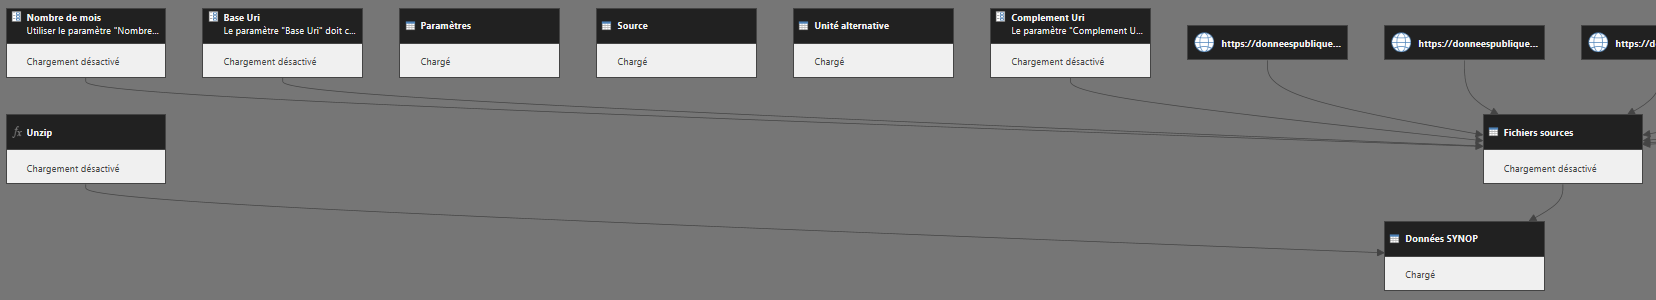 Nombre de mois
Utiliser le paramètre "Nombre...
Chargement désactivé
Base Uri
Le paramètre "Base Uri" doit c...
Chargement désactivé
Paramètres
Chargé
Source
Chargé
Unité alternative
Chargé
Complement Uri
Le paramètre "Complement U...
Chargement désactivé
https://donneespublique...
https://donneespublique...
https://d
fx Unzip
Chargement désactivé
Fichiers sources
Chargement désactivé
Données SYNOP
Chargé